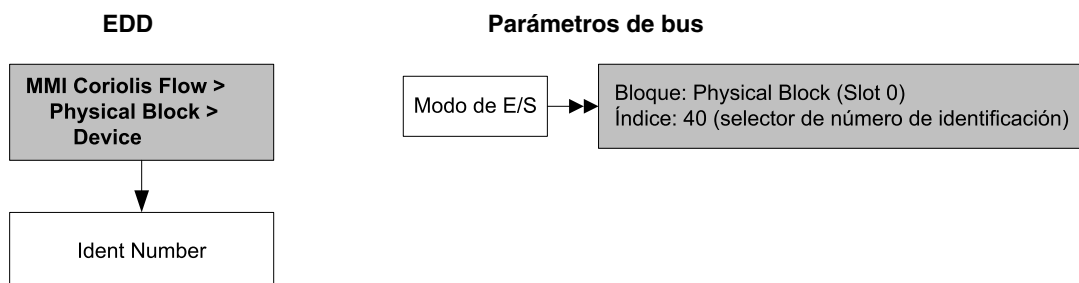 EDD
MMI Coriolis Flow >
Physical Block >
Device
Ident Number
Parámetros de bus
Modo de E/S
Bloque: Physical Block (Slot 0)
Índice: 40 (selector de número de identificación)